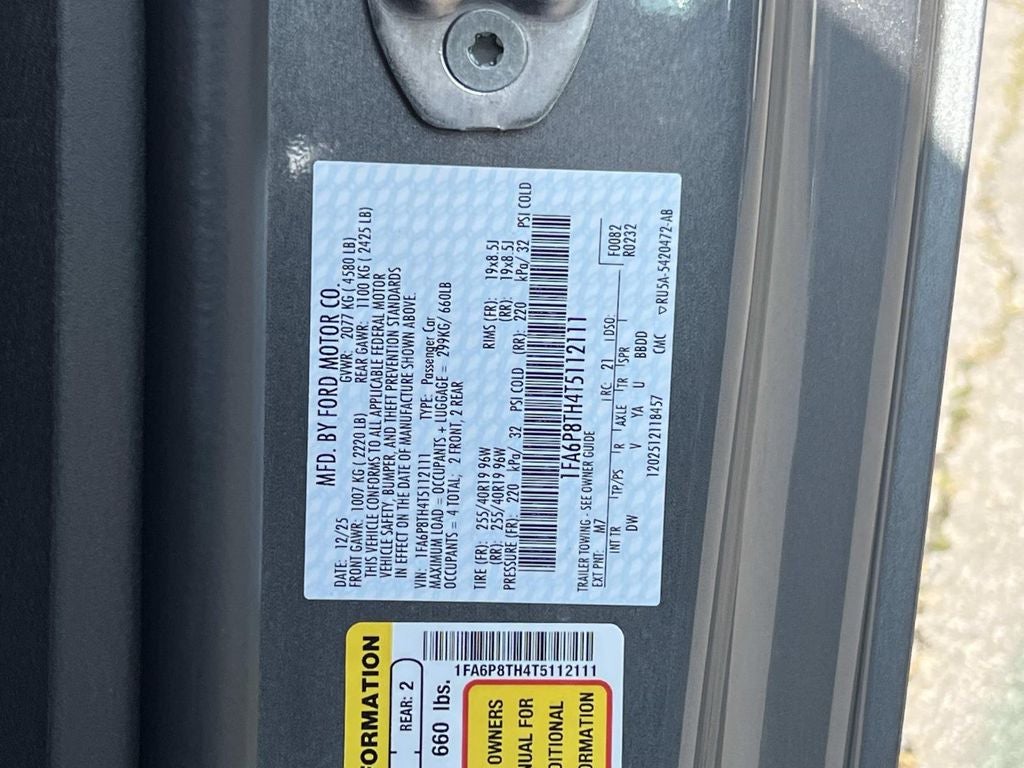 MFD. BY FORD MOTOR CO.
DATE: 12/25 GVWR: 2077 KG ( 4580 LB)
FRONT GAWR: 1007 KG ( 2220 LB) REAR GAWR: 1100 KG ( 2425 LB)
THIS VEHICLE CONFORMS TO ALL APPLICABLE FEDERAL MOTOR
VEHICLE SAFETY, BUMPER, AND THEFT PREVENTION STANDARDS
IN EFFECT ON THE DATE OF MANUFACTURE SHOWN ABOVE.
VIN: 1FA6P8TH4T5112111 TYPE: Passenger Car
MAXIMUM LOAD = OCCUPANTS + LUGGAGE = 299KG/ 660LB
OCCUPANTS = 4 TOTAL; 2 FRONT, 2 REAR
TIRE (FR): 255/40R19 96W RIMS (FR): 19x8.5J
(RR): 255/40R19 96W (RR): 19x8.5J
PRESSURE (FR): 220 kPa/ 32 PSI COLD (RR): 220 kPa/ 32 PSI COLD
1FA6P8TH4T5112111
TRAILER TOWING - SEE OWNER GUIDE
EXT PNT: M7 RC: 21 DSO: F0082
R0232
INT TR TP/PS R AXLE TR SPR
DW V YA U BBDD
12025121118457 CMC ▽RU5A-5420472-AB
1FA6P8TH4T5112111
FORMATION
REAR: 2
660 lbs.
OWNERS
NUAL FOR
DITIONAL
ORMATION